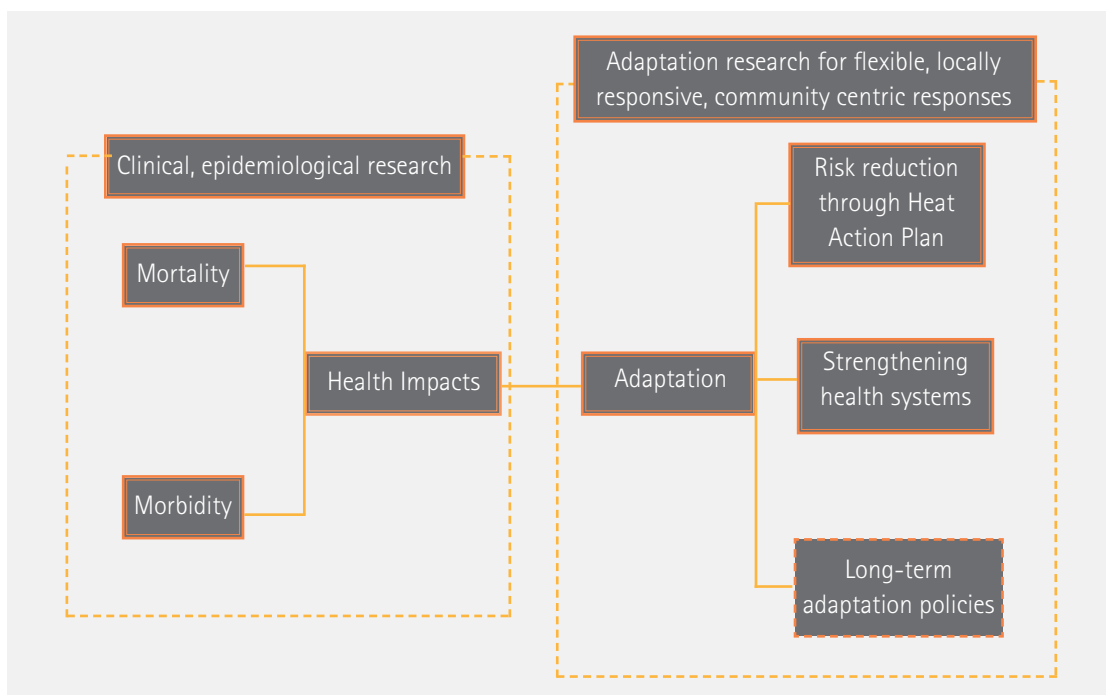 Adaptation research for flexible, locally
responsive, community centric responses
Clinical, epidemiological research
Risk reduction
through Heat
Action Plan
Mortality
Health Impacts
Adaptation
Strengthening
health systems
Morbidity
Long-term
adaptation policies